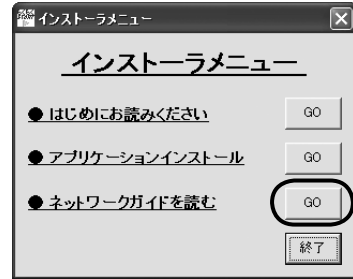 インストーラメニュー
インストーラメニュー
● はじめにお読みください GO
● アプリケーションインストール GO
● ネットワークガイドを読む GO
終了